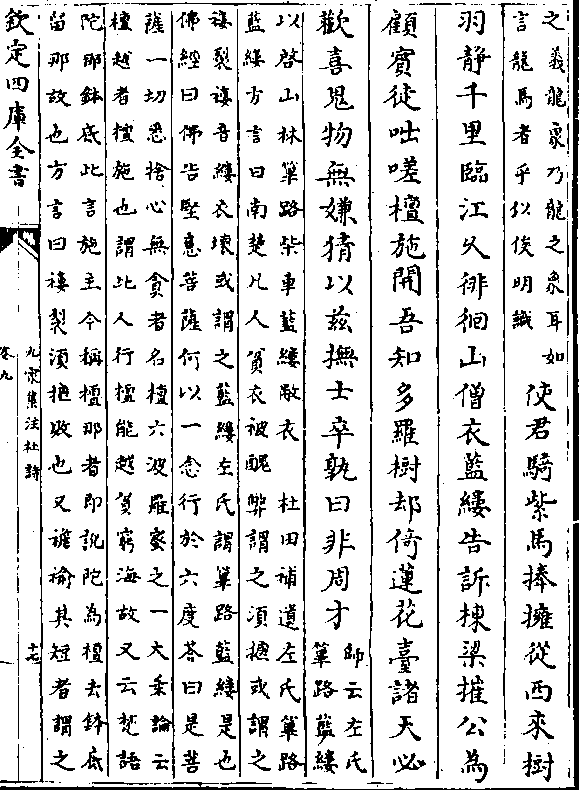 之義龍象乃龍之象耳如
言龍馬者乎以俟明識
使君騎紫馬捧擁從西來樹
羽靜千里臨江久徘徊山僧衣藍縷告訴棟梁摧公為
顧賓徒咄嗟檀施開吾知多羅樹却倚蓮花臺諸天必
歡喜鬼物無嫌猜以兹撫士卒孰曰非周才
師云左氏
篳路藍縷
以啓山林篳路柴車藍縷敝衣 杜田補遺左氏篳路
藍縷方言曰南楚凡人貧衣被醜弊謂之須捷或謂之
褸裂褸吾縷衣壞或謂之藍縷左氏謂篳路藍縷是也
佛經曰佛告堅意菩薩何以一念行於六度荅曰是菩
薩一切悉捨心無貪者名檀六波羅蜜之一大乘論云
檀越者檀施也謂此人行檀能越貧窮海故又云梵語
陀那鉢底此言施主今稱檀那者即訛陀為檀去鉢底
留那故也方言曰褸裂須捷敗也又襜褕其短者謂之
欽定四庫全書
九家集注杜詩
卷九
十七